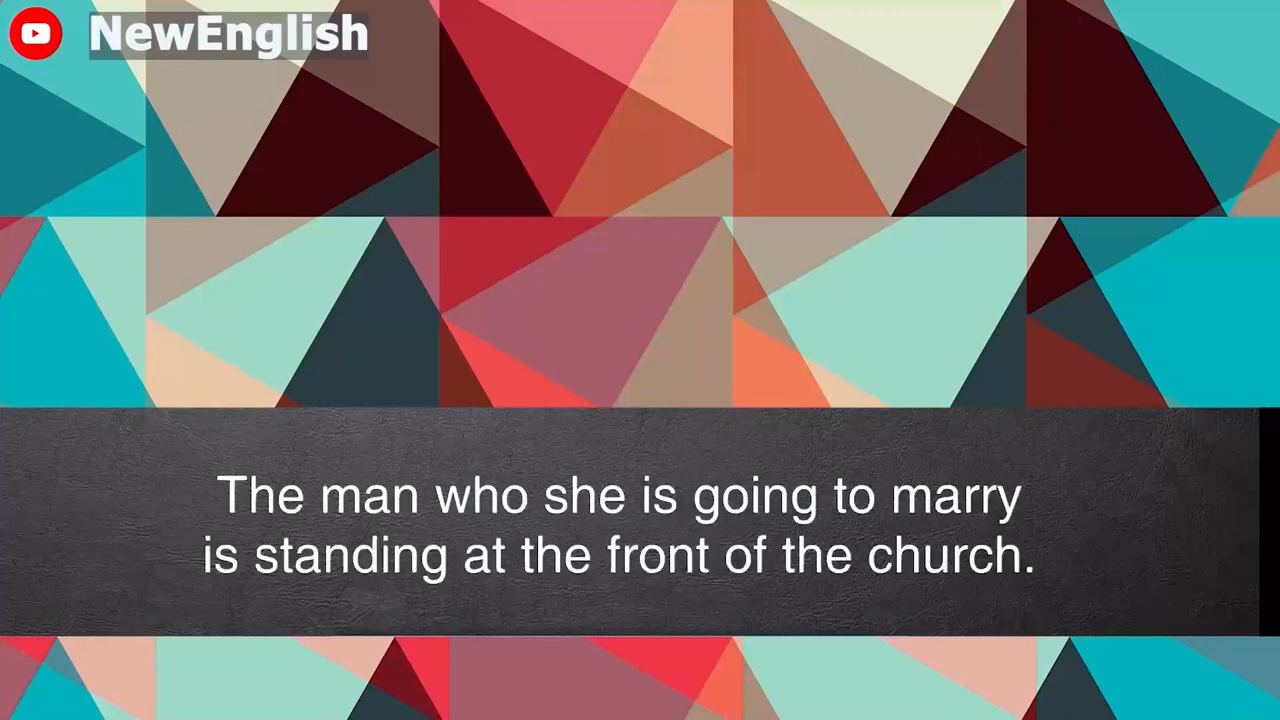 NewEnglish
The man who she is going to marry
is standing at the front of the church.